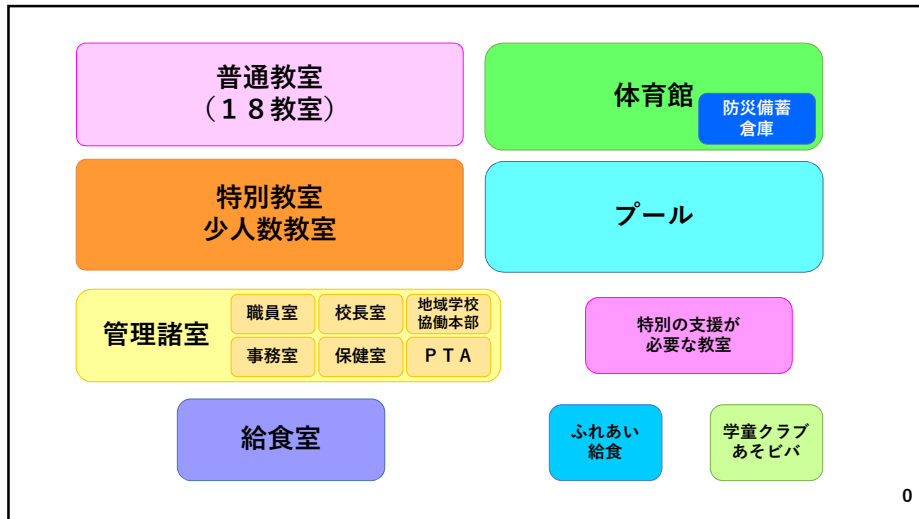 普通教室
（１８教室）
体育館
防災備蓄
倉庫
特別教室
少人数教室
プール
管理諸室
職員室
校長室
地域学校
協働本部
事務室
保健室
ＰＴＡ
特別の支援が
必要な教室
給食室
ふれあい
給食
学童クラブ
あそビバ
0